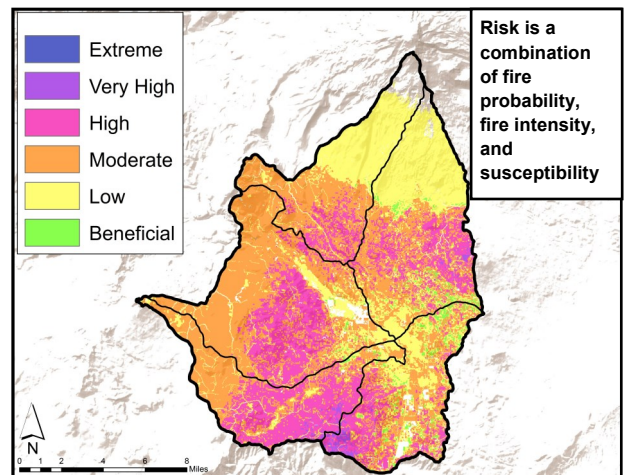 Extreme
Very High
High
Moderate
Low
Beneficial
Risk is a
combination
of fire
probability,
fire intensity,
and
susceptibility
N
0 1 2 4 6 8
Miles